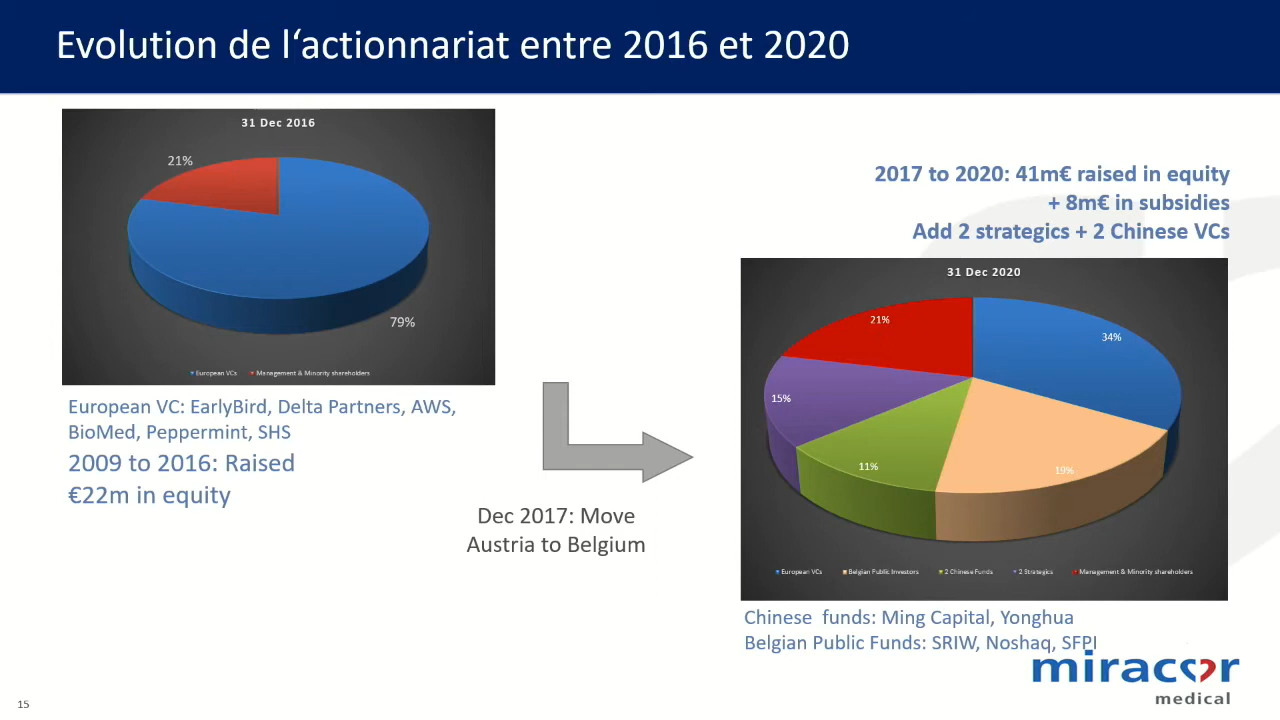 Evolution de l‘actionnariat entre 2016 et 2020
31 Dec 2016
21%
79%
European VCs Management & Minority shareholders
European VC: EarlyBird, Delta Partners, AWS,
BioMed, Peppermint, SHS
2009 to 2016: Raised
€22m in equity
Dec 2017: Move
Austria to Belgium
2017 to 2020: 41m€ raised in equity
+ 8m€ in subsidies
Add 2 strategics + 2 Chinese VCs
31 Dec 2020
21%
34%
15%
11%
19%
European VCs Belgian Public Investors 2 Chinese Funds 2 Strategics Management & Minority shareholders
Chinese funds: Ming Capital, Yonghua
Belgian Public Funds: SRIW, Noshaq, SFPI
miracor
medical
15